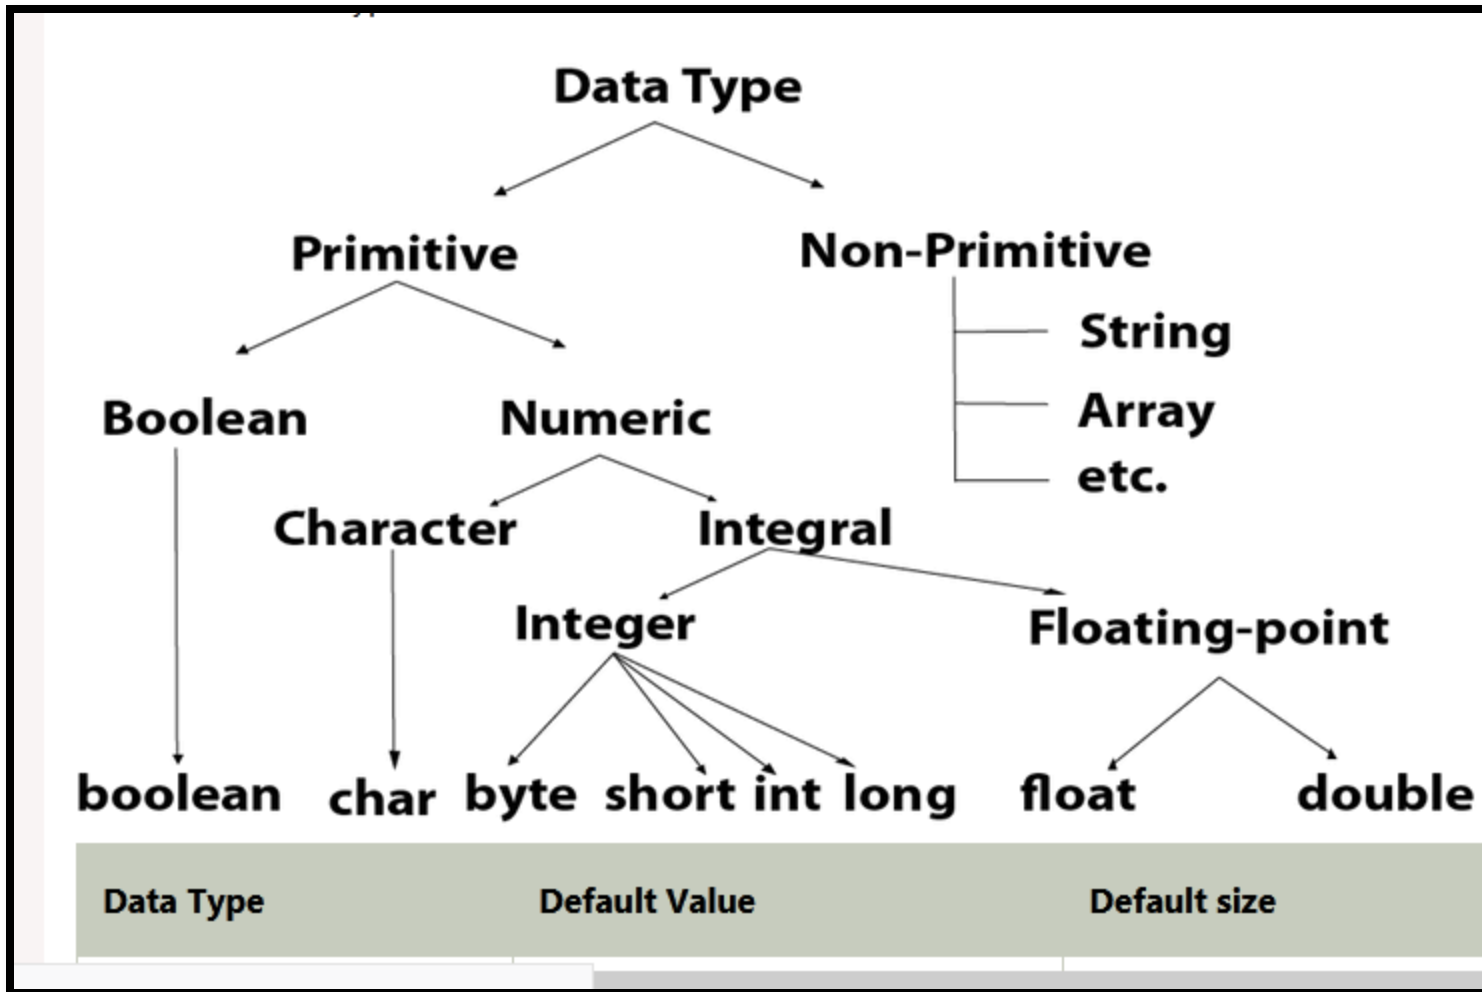 Data Type
Primitive
Non-Primitive
String
Boolean
Numeric
Array
etc.
Character
Integral
Integer
Floating-point
boolean char byte short int long float double
Data Type Default Value Default size